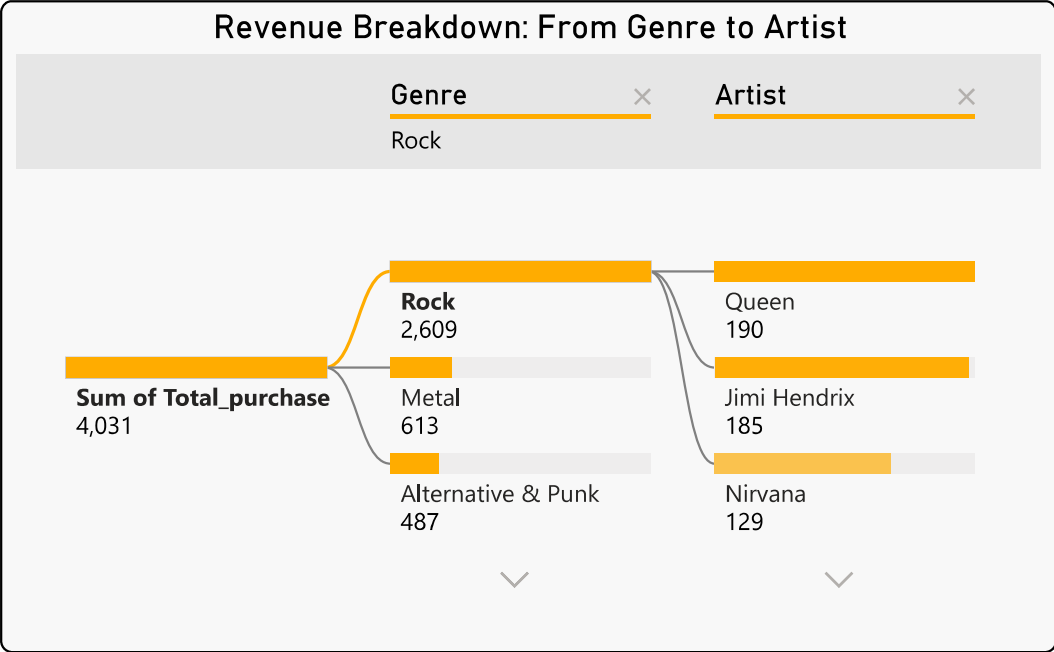 Revenue Breakdown: From Genre to Artist
Genre
Artist
Rock
Sum of Total_purchase
4,031
Rock
2,609
Metal
613
Alternative & Punk
487
Queen
190
Jimi Hendrix
185
Nirvana
129